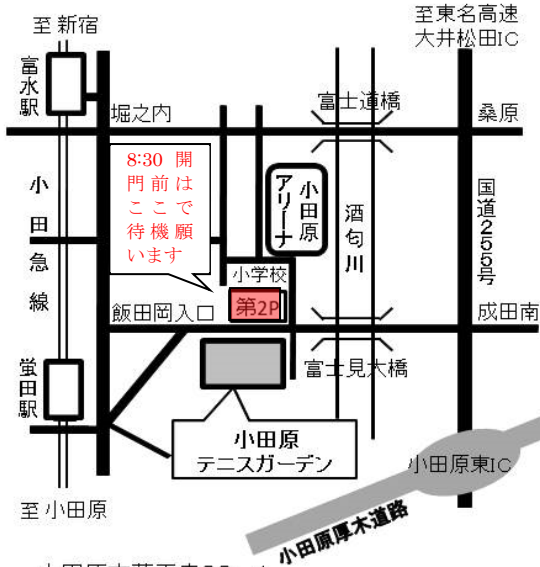 至 新宿
至東名高速
大井松田IC
富水駅
堀之内
富士道橋
桑原
8:30 開
門前は
ここで
待機願
います
小田急線
小田原
アリーナ
酒匂川
国道255号
小学校
第2P
飯田岡入口
成田南
富士見大橋
蛍田駅
小田原
テニスガーデン
小田原東IC
至 小田原
小田原厚木道路